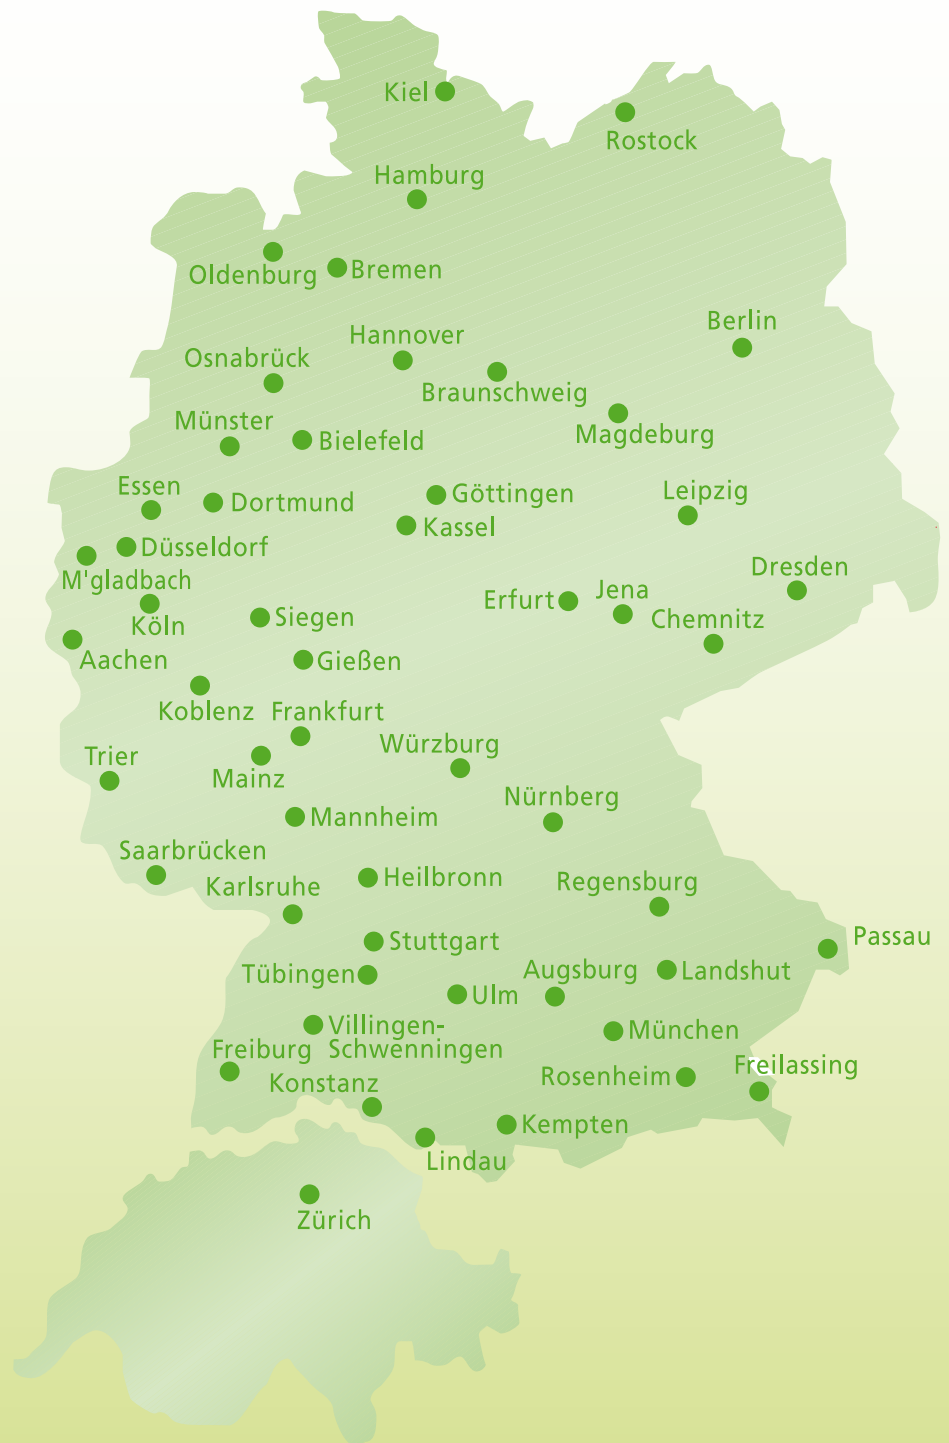 Kiel
Rostock
Hamburg
Oldenburg
Bremen
Berlin
Hannover
Osnabrück
Braunschweig
Münster
Bielefeld
Magdeburg
Essen
Dortmund
Göttingen
Leipzig
Kassel
Düsseldorf
M'gladbach
Dresden
Erfurt
Jena
Köln
Siegen
Chemnitz
Aachen
Gießen
Koblenz
Frankfurt
Würzburg
Trier
Mainz
Nürnberg
Mannheim
Saarbrücken
Karlsruhe
Heilbronn
Regensburg
Passau
Stuttgart
Tübingen
Augsburg
Landshut
Ulm
Villingen-
Schwenningen
München
Freiburg
Freilassing
Konstanz
Rosenheim
Kempten
Lindau
Zürich